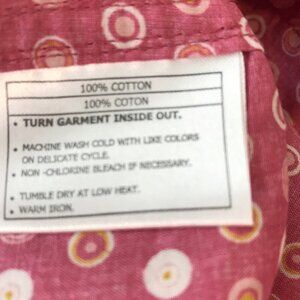 100% COTTON
100% COTON
• TURN GARMENT INSIDE OUT.
• MACHINE WASH COLD WITH LIKE COLORS
ON DELICATE CYCLE.
• NON -CHLORINE BLEACH IF NECESSARY.
• TUMBLE DRY AT LOW HEAT.
• WARM IRON.